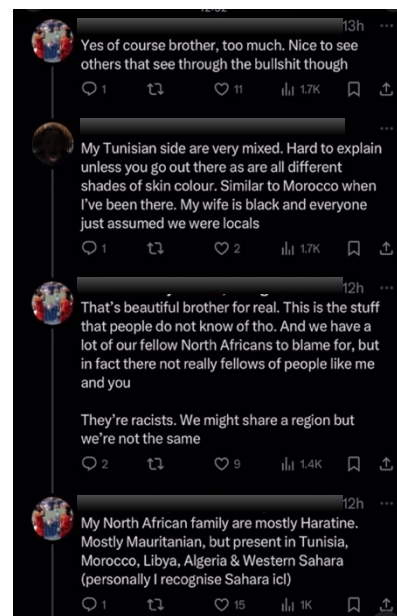 13h
Yes of course brother, too much. Nice to see
others that see through the bullshit though
1 11 1.7K
My Tunisian side are very mixed. Hard to explain
unless you go out there as are all different
shades of skin colour. Similar to Morocco when
I've been there. My wife is black and everyone
just assumed we were locals
1 2 1.7K
12h
That's beautiful brother for real. This is the stuff
that people do not know of tho. And we have a
lot of our fellow North Africans to blame for, but
in fact there not really fellows of people like me
and you
They're racists. We might share a region but
we're not the same
2 9 1.4K
12h
My North African family are mostly Haratine.
Mostly Mauritanian, but present in Tunisia,
Morocco, Libya, Algeria & Western Sahara
(personally I recognise Sahara icl)
1 15 1K